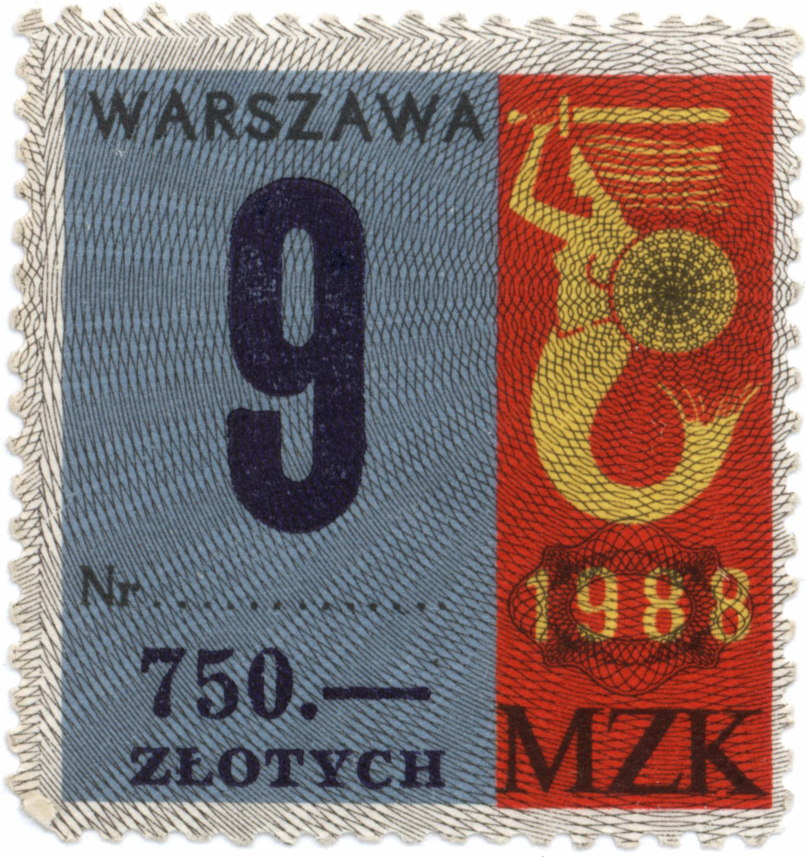 WARSZAWA
9
Nr..................
750.—
ZŁOTYCH
1988
MZK